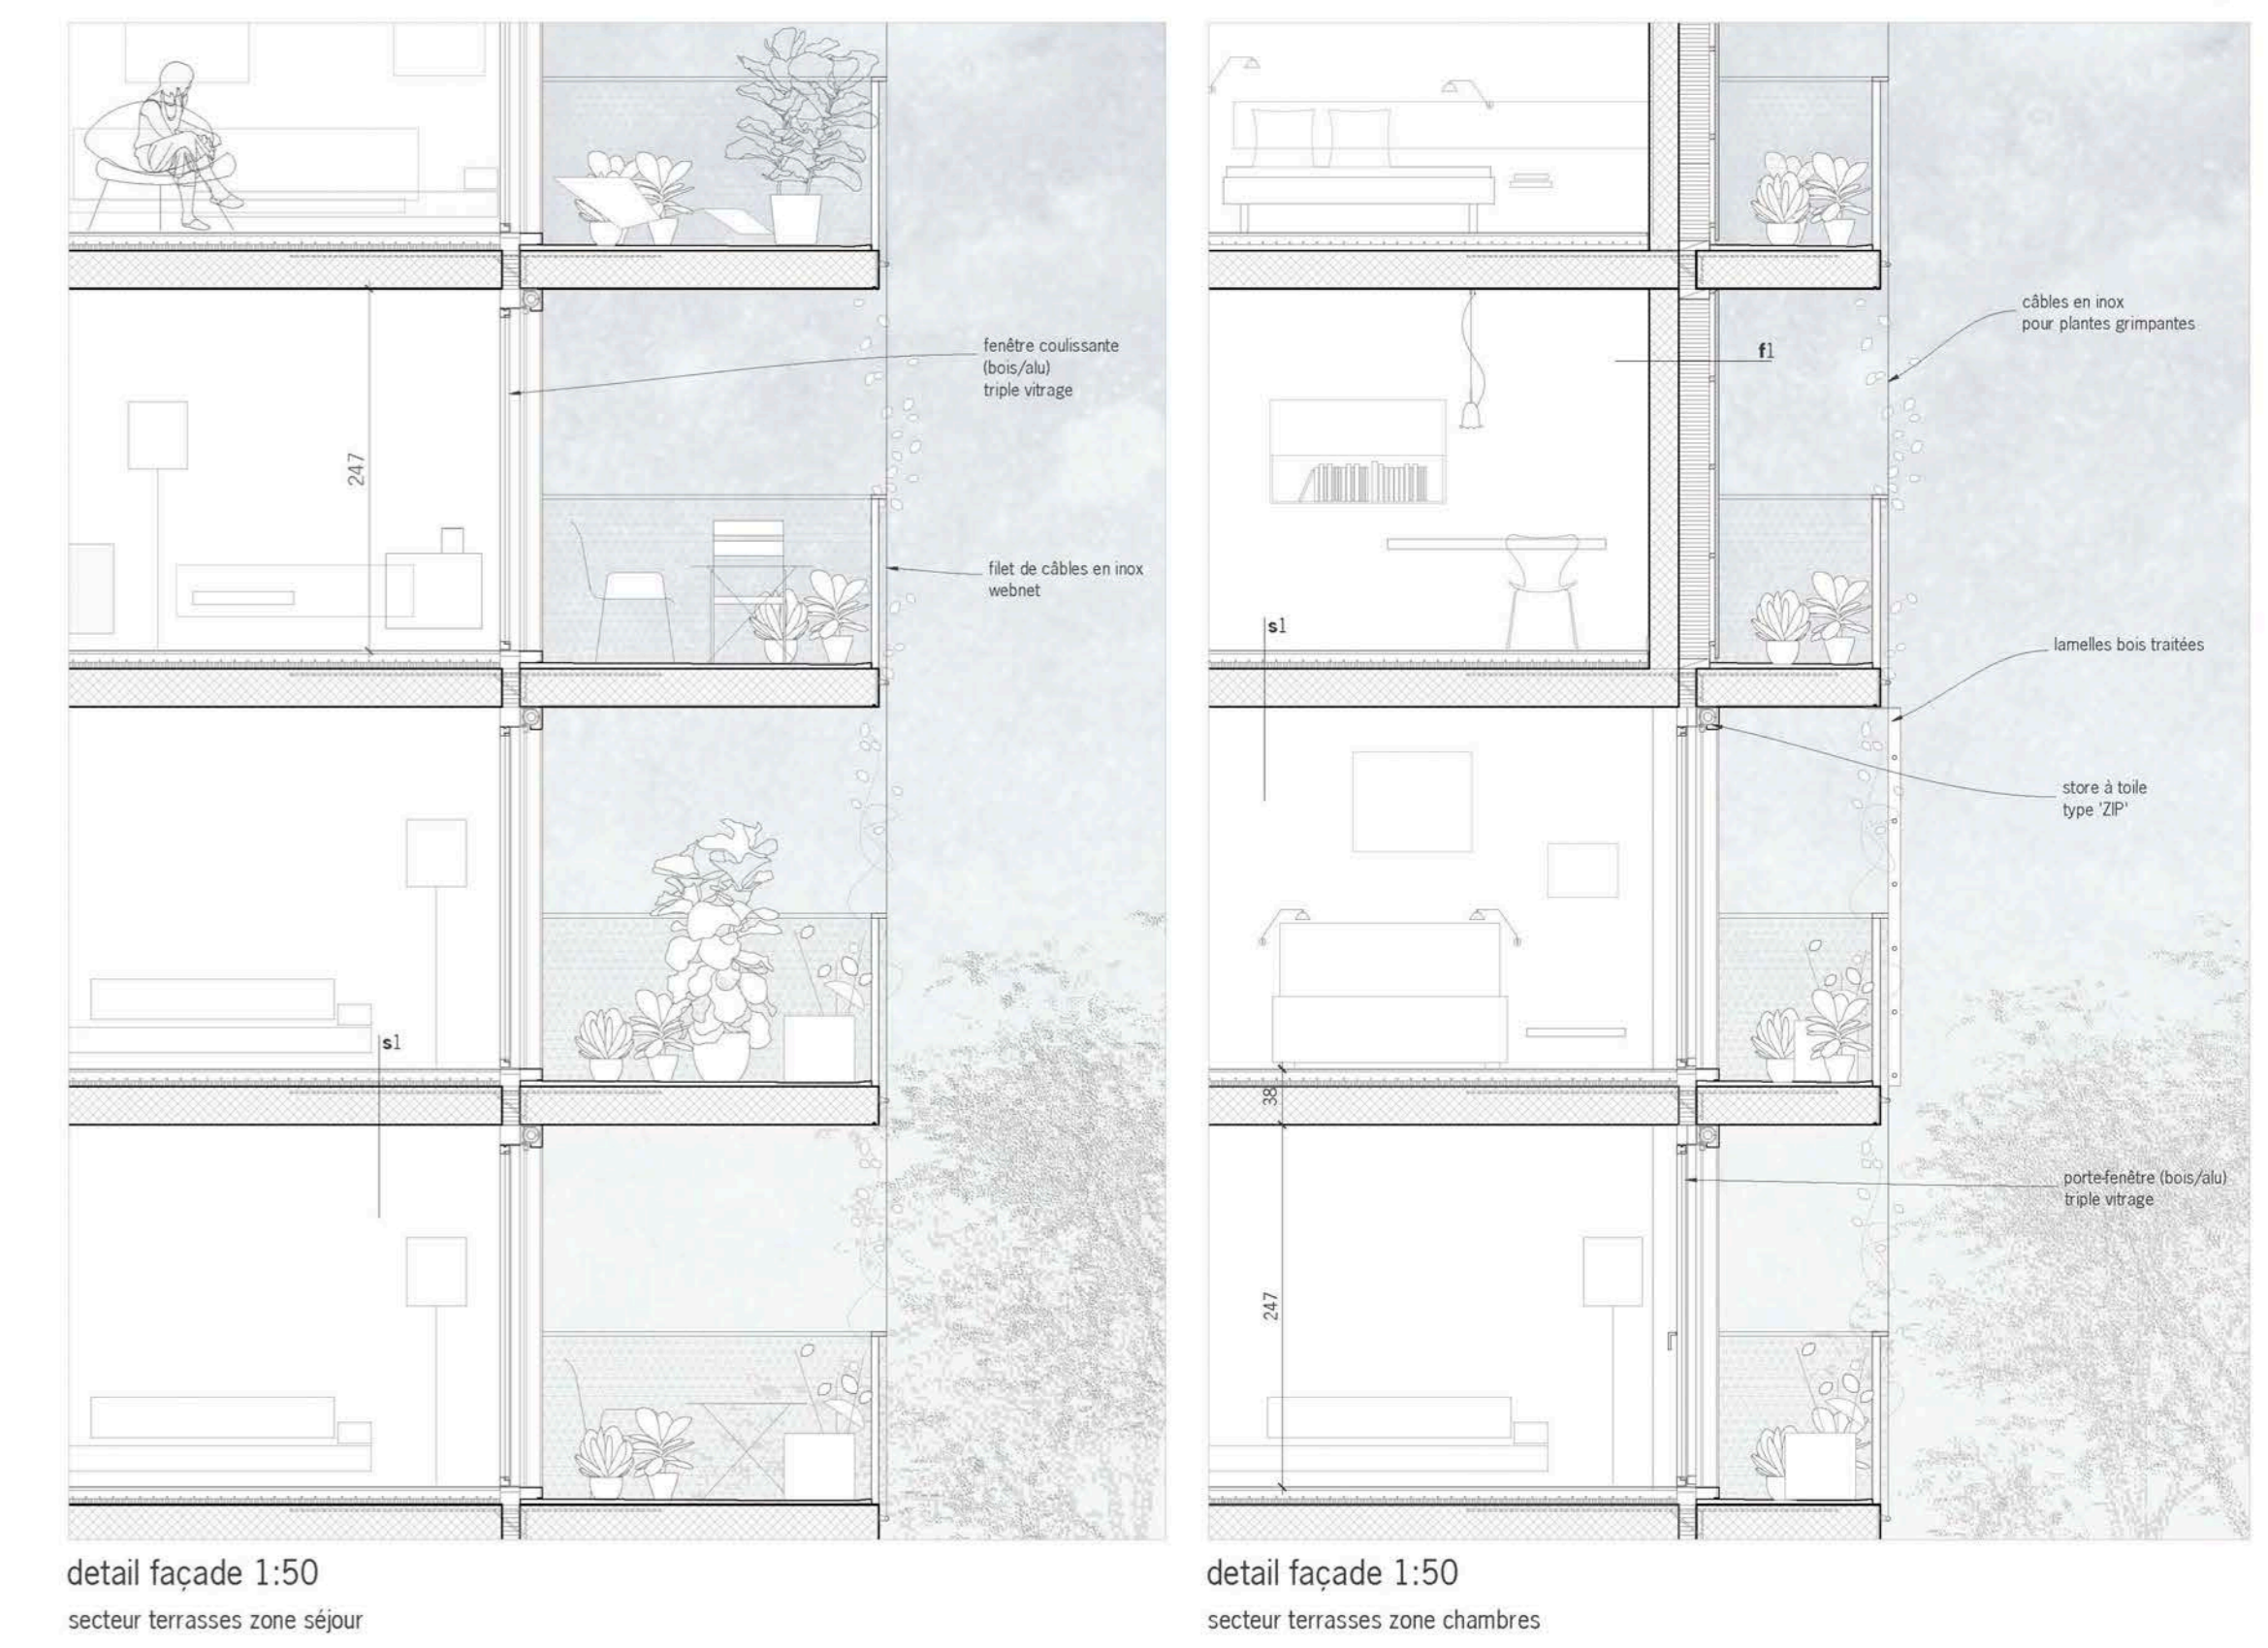 fenêtre coulissante
(bois/alu)
triple vitrage
247
filet de câbles en inox
webnet
s1
detail façade 1:50
secteur terrasses zone séjour
câbles en inox
pour plantes grimpantes
f1
s1
lamelles bois traitées
store à toile
type 'ZIP'
38
porte-fenêtre (bois/alu)
triple vitrage
247
detail façade 1:50
secteur terrasses zone chambres